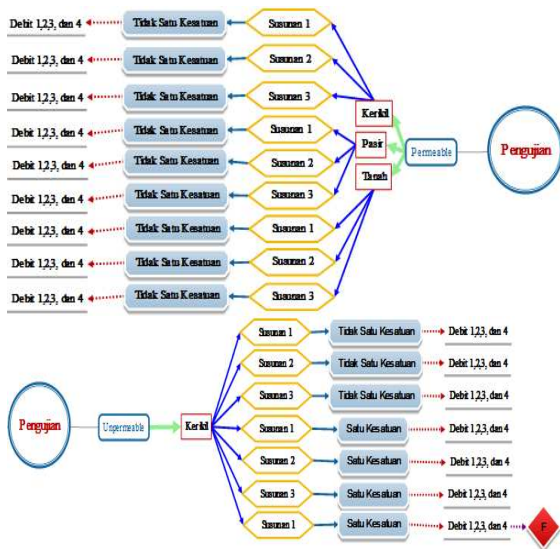 Debit 1,2,3, dan 4 Tidak Satu Kesatuan Susunan 1
Debit 1,2,3, dan 4 Tidak Satu Kesatuan Susunan 2
Debit 1,2,3, dan 4 Tidak Satu Kesatuan Susunan 3
Kerikil
Debit 1,2,3, dan 4 Tidak Satu Kesatuan Susunan 1
Pasir Permeable Pengujian
Debit 1,2,3, dan 4 Tidak Satu Kesatuan Susunan 2
Tanah
Debit 1,2,3, dan 4 Tidak Satu Kesatuan Susunan 3
Debit 1,2,3, dan 4 Tidak Satu Kesatuan Susunan 1
Debit 1,2,3, dan 4 Tidak Satu Kesatuan Susunan 2
Debit 1,2,3, dan 4 Tidak Satu Kesatuan Susunan 3
Susunan 1 Tidak Satu Kesatuan Debit 1,2,3, dan 4
Susunan 2 Tidak Satu Kesatuan Debit 1,2,3, dan 4
Susunan 3 Tidak Satu Kesatuan Debit 1,2,3, dan 4
Pengujian Unpermeable Kerikil Susunan 1 Satu Kesatuan Debit 1,2,3, dan 4
Susunan 2 Satu Kesatuan Debit 1,2,3, dan 4
Susunan 3 Satu Kesatuan Debit 1,2,3, dan 4
Susunan 1 Satu Kesatuan Debit 1,2,3, dan 4 F